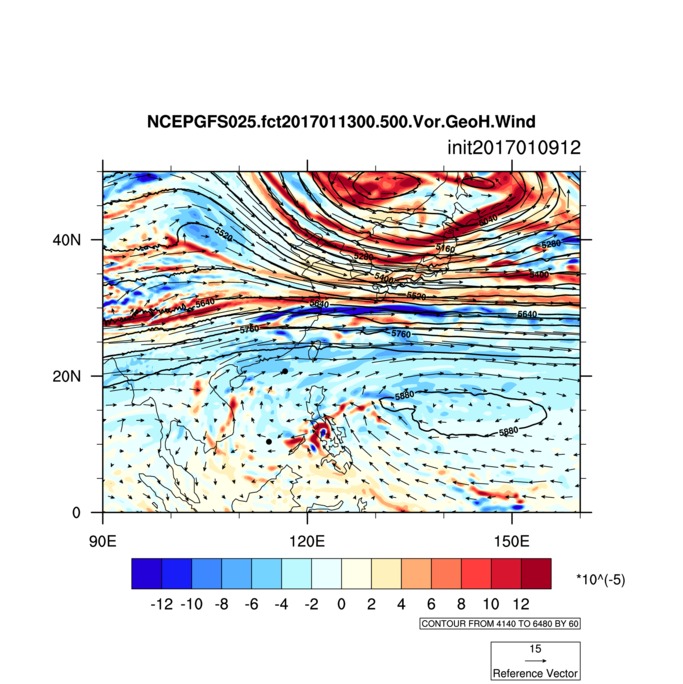 NCEPGFS025.fct2017011300.500.Vor.GeoH.Wind
init2017010912
5040
5280
5520
5160
5280
5400
5400
5520
5640
5640
5640
5760
5760
5880
5880
40N
20N
0
90E 120E 150E
-12 -10 -8 -6 -4 -2 0 2 4 6 8 10 12
*10^(-5)
CONTOUR FROM 4140 TO 6480 BY 60
15
Reference Vector